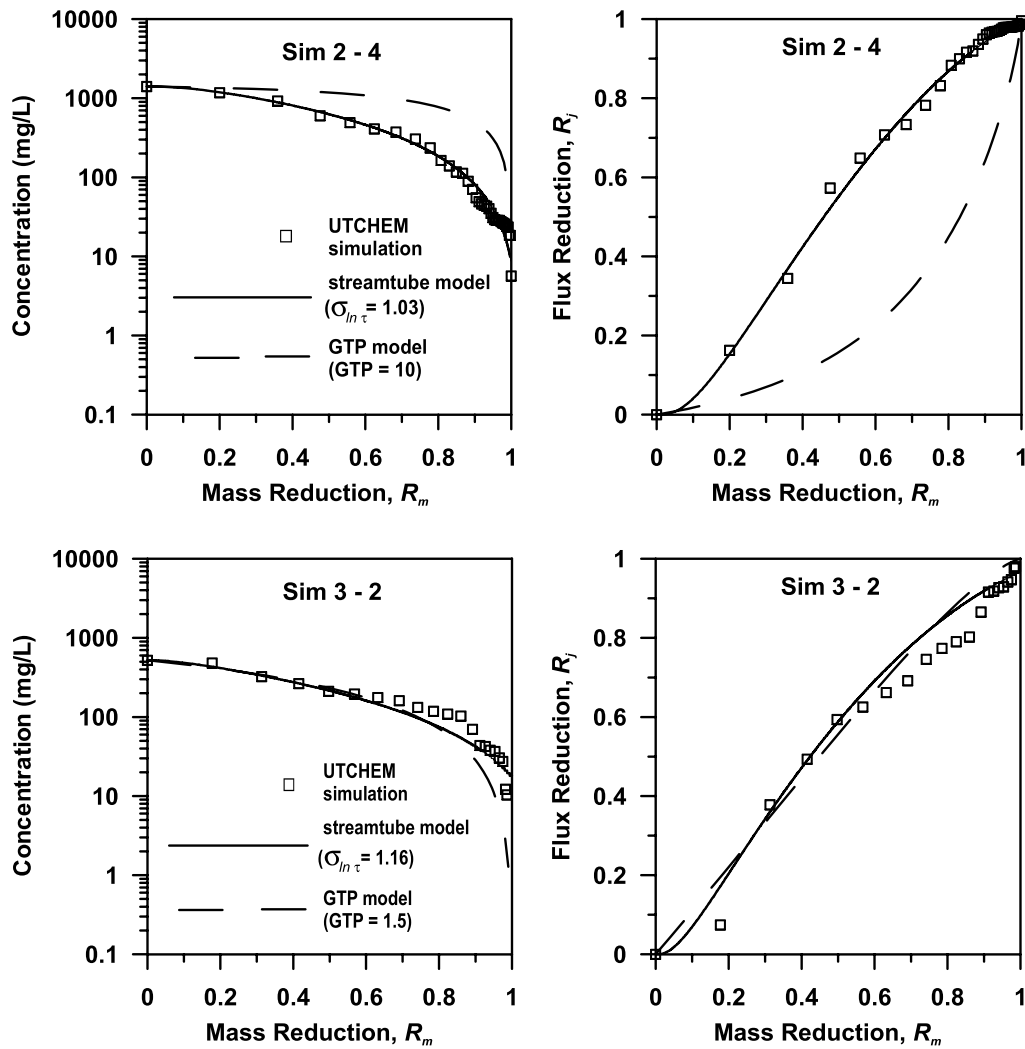 Sim 2 - 4
Concentration (mg/L)
10000
1000
100
10
1
0.1
UTCHEM
simulation
streamtube model
(σln τ = 1.03)
GTP model
(GTP = 10)
0 0.2 0.4 0.6 0.8 1
Mass Reduction, Rm
Sim 2 - 4
Flux Reduction, Rj
1
0.8
0.6
0.4
0.2
0
0 0.2 0.4 0.6 0.8 1
Mass Reduction, Rm
Sim 3 - 2
Concentration (mg/L)
10000
1000
100
10
1
0.1
UTCHEM
simulation
streamtube model
(σln τ = 1.16)
GTP model
(GTP = 1.5)
0 0.2 0.4 0.6 0.8 1
Mass Reduction, Rm
Sim 3 - 2
Flux Reduction, Rj
1
0.8
0.6
0.4
0.2
0
0 0.2 0.4 0.6 0.8 1
Mass Reduction, Rm